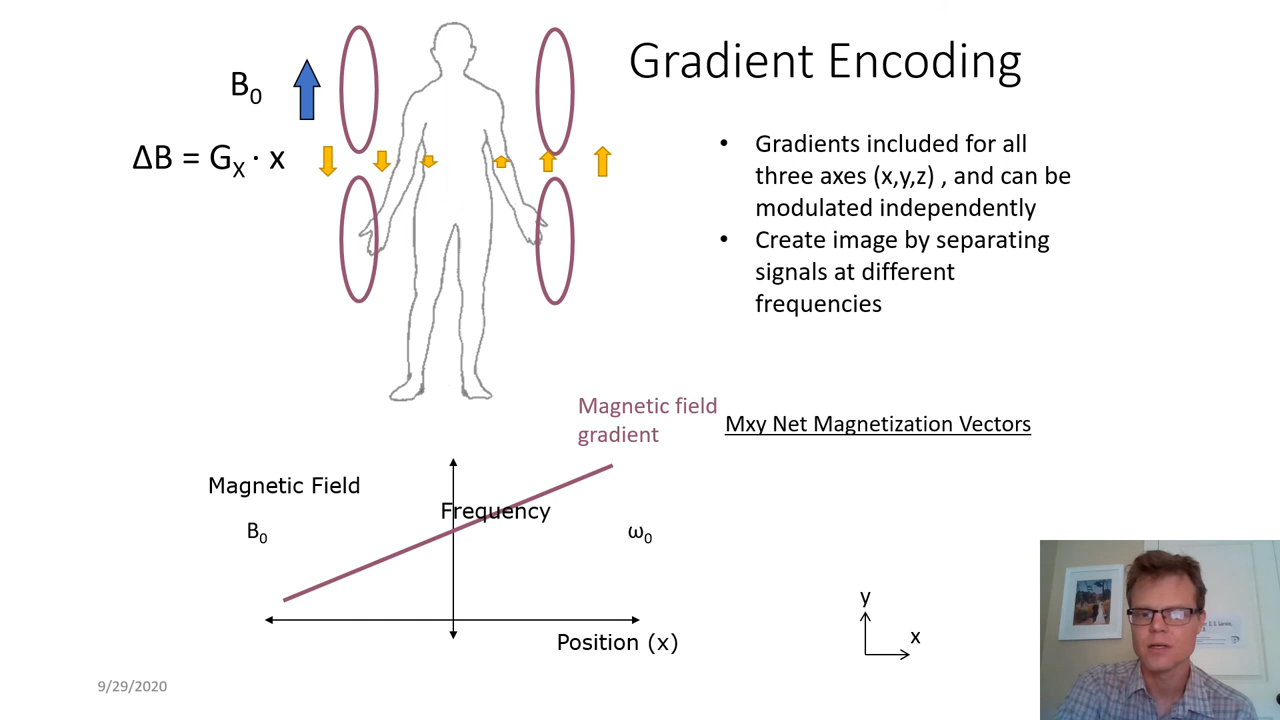 Gradient Encoding
B₀
ΔB = Gₓ · x
• Gradients included for all
three axes (x,y,z) , and can be
modulated independently
• Create image by separating
signals at different
frequencies
Magnetic field
gradient
Mxy Net Magnetization Vectors
Magnetic Field
Frequency
B₀
ω₀
y
x
Position (x)
9/29/2020